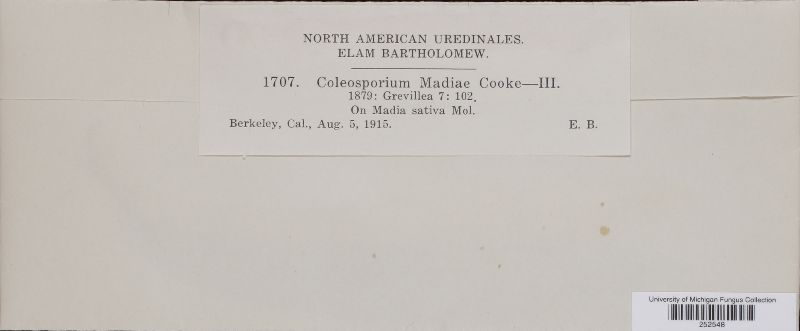 NORTH AMERICAN UREDINALES.
ELAM BARTHOLOMEW.
1707. Coleosporium Madiae Cooke—III.
1879: Grevillea 7: 102.
On Madia sativa Mol.
Berkeley, Cal., Aug. 5, 1915. E. B.
University of Michigan Fungus Collection
252548